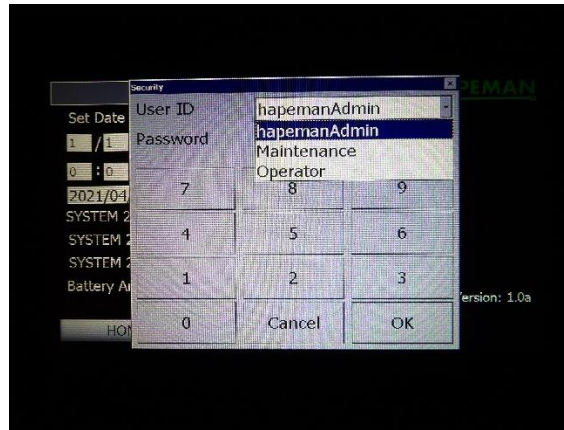 Security
User ID hapemanAdmin
PEMAN
Set Date
hapemanAdmin
1 / 1
Password
Maintenance
0 : 0
Operator
2021/04
7 8 9
SYSTEM 2
SYSTEM 2
4 5 6
SYSTEM 2
1 2 3
Battery A
ersion: 1.0a
0 Cancel OK
HO